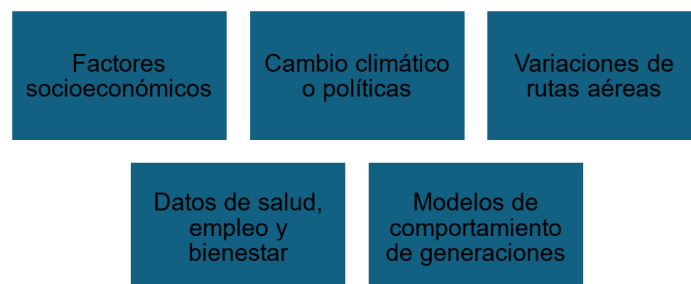 Factores
socioeconómicos
Cambio climático
o políticas
Variaciones de
rutas aéreas
Datos de salud,
empleo y
bienestar
Modelos de
comportamiento
de generaciones